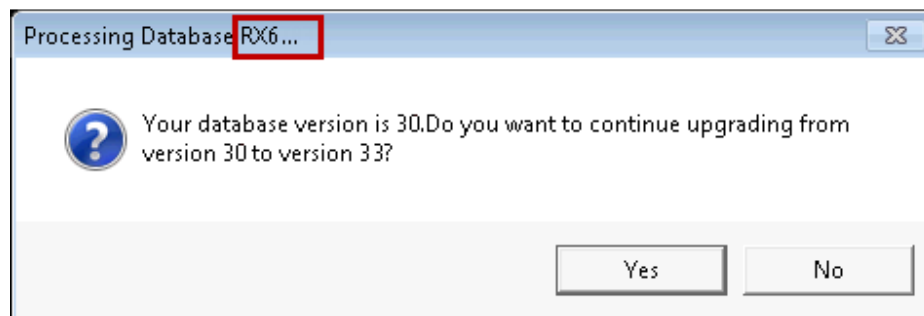 Processing Database RX6...
Your database version is 30.Do you want to continue upgrading from
version 30 to version 33?
Yes No